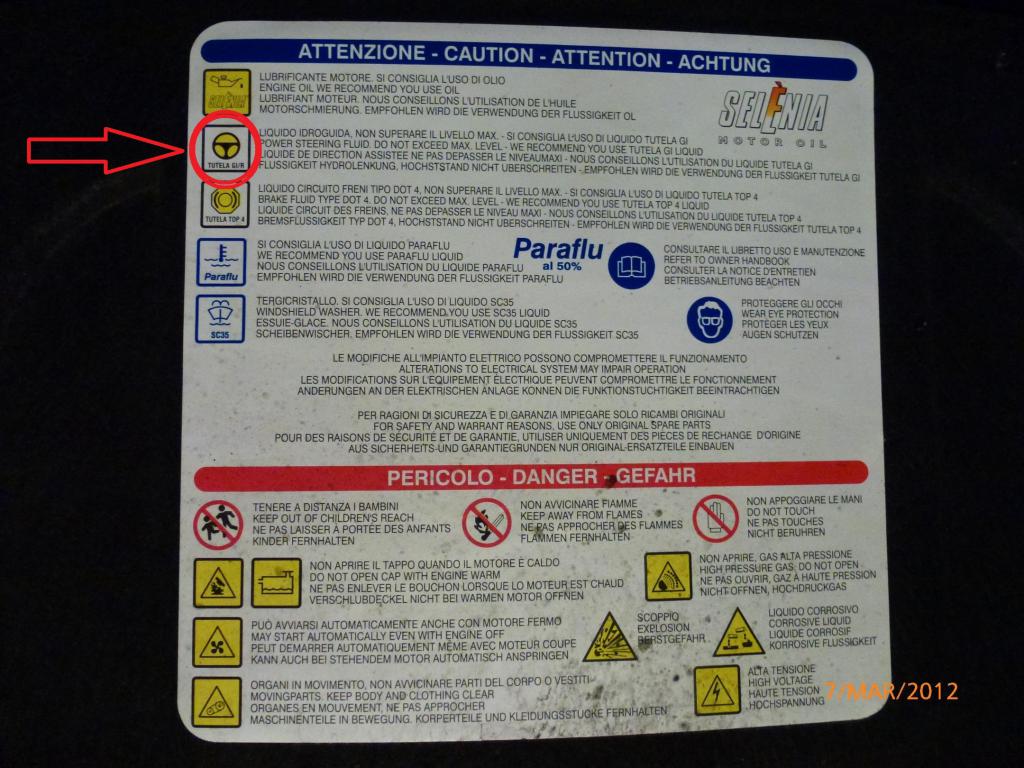 ATTENZIONE - CAUTION - ATTENTION - ACHTUNG
SELÈNIA
LUBRIFICANTE MOTORE. SI CONSIGLIA L'USO DI OLIO
ENGINE OIL WE RECOMMEND YOU USE OIL
LUBRIFIANT MOTEUR. NOUS CONSEILLONS L'UTILISATION DE L'HUILE
MOTORSCHMIERUNG. EMPFOHLEN WIRD DIE VERWENDUNG DER FLUSSIGKEIT OL
SELÈNIA
MOTOR OIL
TUTELA GI/R
LIQUIDO IDROGUIDA, NON SUPERARE IL LIVELLO MAX. - SI CONSIGLIA L'USO DI LIQUIDO TUTELA GI
POWER STEERING FLUID. DO NOT EXCEED MAX. LEVEL - WE RECOMMEND YOU USE TUTELA GI LIQUID
LIQUIDE DE DIRECTION ASSISTEE NE PAS DEPASSER LE NIVEAUMAXI - NOUS CONSEILLONS L'UTILISATION DU LIQUIDE TUTELA GI
FLUSSIGKEIT HYDROLENKUNG, HOCHSTSTAND NICHT UBERSCHREITEN - EMPFOHLEN WIRD DIE VERWENDUNG DER FLUSSIGKEIT TUTELA GI
TUTELA TOP 4
LIQUIDO CIRCUITO FRENI TIPO DOT 4, NON SUPERARE IL LIVELLO MAX. - SI CONSIGLIA L'USO DI LIQUIDO TUTELA TOP 4
BRAKE FLUID TYPE DOT 4. DO NOT EXCEED MAX. LEVEL - WE RECOMMEND YOU USE TUTELA TOP 4 LIQUID
LIQUIDE CIRCUIT DES FREINS, NE PAS DEPASSER LE NIVEAU MAXI - NOUS CONSEILLONS L'UTILISATION DU LIQUIDE TUTELA TOP 4
BREMSFLUSSIGKEIT TYP DOT 4, HOCHSTSTAND NICHT UBERSCHREITEN - EMPFOHLEN WIRD DIE VERWENDUNG DER FLUSSIGKEIT TUTELA TOP 4
Paraflu
SI CONSIGLIA L'USO DI LIQUIDO PARAFLU
WE RECOMMEND YOU USE PARAFLU LIQUID
NOUS CONSEILLONS L'UTILISATION DU LIQUIDE PARAFLU
EMPFOHLEN WIRD DIE VERWENDUNG DER FLUSSIGKEIT PARAFLU
Paraflu
al 50%
CONSULTARE IL LIBRETTO USO E MANUTENZIONE
REFER TO OWNER HANDBOOK
CONSULTER LA NOTICE D'ENTRETIEN
BETRIEBSANLEITUNG BEACHTEN
SC35
TERGICRISTALLO. SI CONSIGLIA L'USO DI LIQUIDO SC35
WINDSHIELD WASHER. WE RECOMMEND YOU USE SC35 LIQUID
ESSUIE-GLACE. NOUS CONSEILLONS L'UTILISATION DU LIQUIDE SC35
SCHEIBENWISCHER. EMPFOHLEN WIRD DIE VERWENDUNG DER FLUSSIGKEIT SC35
PROTEGGERE GLI OCCHI
WEAR EYE PROTECTION
PROTÉGER LES YEUX
AUGEN SCHUTZEN
LE MODIFICHE ALL'IMPIANTO ELETTRICO POSSONO COMPROMETTERE IL FUNZIONAMENTO
ALTERATIONS TO ELECTRICAL SYSTEM MAY IMPAIR OPERATION
LES MODIFICATIONS SUR L'EQUIPEMENT ÉLECTHIQUE PEUVENT COMPROMETTRE LE FONCTIONNEMENT
ANDERUNGEN AN DER ELEKTRISCHEN ANLAGE KONNEN DIE FUNKTIONSTUCHTIGKEIT BEEINTRACHTIGEN
PER RAGIONI DI SICUREZZA E DI GARANZIA IMPIEGARE SOLO RICAMBI ORIGINALI
FOR SAFETY AND WARRANT REASONS, USE ONLY ORIGINAL SPARE PARTS
POUR DES RAISONS DE SÉCURITÉ ET DE GARANTIE, UTILISER UNIQUEMENT DES PIECES DE RECHANGE D'ORIGINE
AUS SICHERHEITS-UND GARANTIEGRUNDEN NUR ORIGINAL-ERSATZTEILE EINBAUEN
PERICOLO - DANGER - GEFAHR
TENERE A DISTANZA I BAMBINI
KEEP OUT OF CHILDREN'S REACH
NE PAS LAISSER À PORTÉE DES ENFANTS
KINDER FERNHALTEN
NON AVVICINARE FIAMME
KEEP AWAY FROM FLAMES
NE PAS APPROCHER DES FLAMMES
FLAMMEN FERNHALTEN
NON APPOGGIARE LE MANI
DO NOT TOUCH
NE PAS TOUCHES
NICHT BERUHREN
NON APRIRE IL TAPPO QUANDO IL MOTORE È CALDO
DO NOT OPEN CAP WITH ENGINE WARM
NE PAS ENLEVER LE BOUCHON LORSQUE LO MOTEUR EST CHAUD
VERSCHLUBDECKEL NICHT BEI WARMEN MOTOR OFFNEN
NON APRIRE, GAS ALTA PRESSIONE
HIGH PRESSURE GAS, DO NOT OPEN
NE PAS OUVRIR, GAZ À HAUTE PRESSION
NICHT OFFNEN, HOCHDRUCKGAS
PUÒ AVVIARSI AUTOMATICAMENTE ANCHE CON MOTORE FERMO
MAY START AUTOMATICALLY EVEN WITH ENGINE OFF
PEUT DEMARRER AUTOMATIQUEMENT MÊME AVEC MOTEUR COUPE
KANN AUCH BEI STEHENDEM MOTOR AUTOMATISCH ANSPRINGEN
SCOPPIO
EXPLOSION
BERSTGEFAHR
LIQUIDO CORROSIVO
CORROSIVE LIQUID
LIQUIDE CORROSIF
KORROSIVE FLUSSIGKEIT
ORGANI IN MOVIMENTO, NON AVVICINARE PARTI DEL CORPO O VESTITI
MOVINGPARTS. KEEP BODY AND CLOTHING CLEAR
ORGANES EN MOUVEMENT, NE PAS APPROCHER
MASCHINENTEILE IN BEWEGUNG. KORPERTEILE UND KLEIDUNGSSTUCKE FERNHALTEN
ALTA TENSIONE
HIGH VOLTAGE
HAUTE TENSION
HOCHSPANNUNG
7/MAR/2012